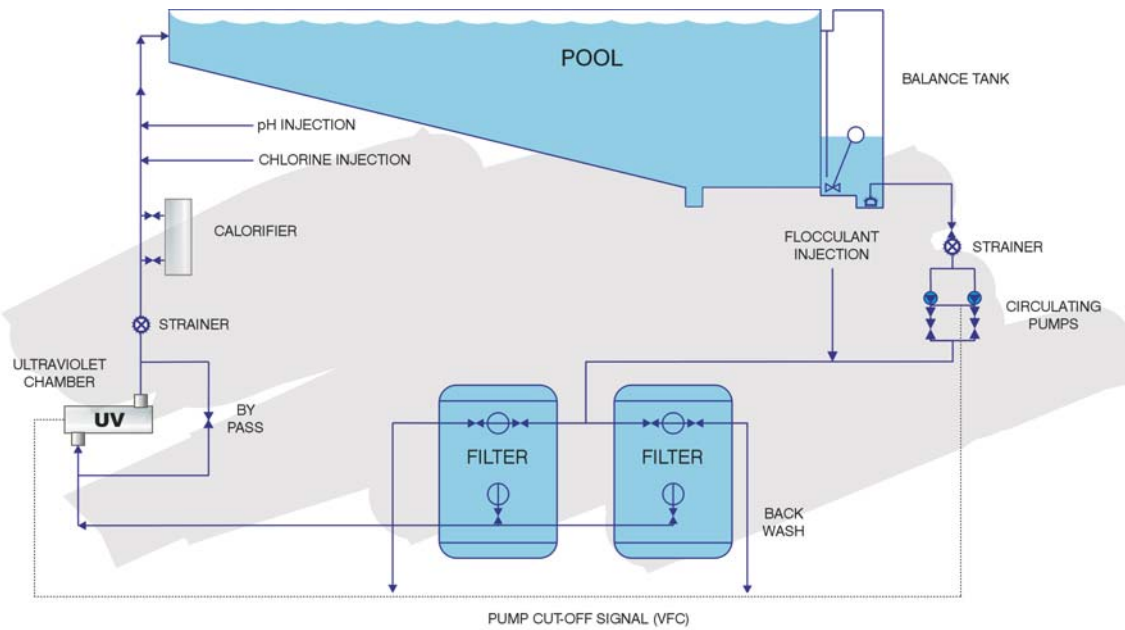 POOL
BALANCE TANK
pH INJECTION
CHLORINE INJECTION
CALORIFIER
FLOCCULANT
INJECTION
STRAINER
CIRCULATING
PUMPS
STRAINER
ULTRAVIOLET
CHAMBER
UV
BY
PASS
FILTER
FILTER
BACK
WASH
PUMP CUT-OFF SIGNAL (VFC)